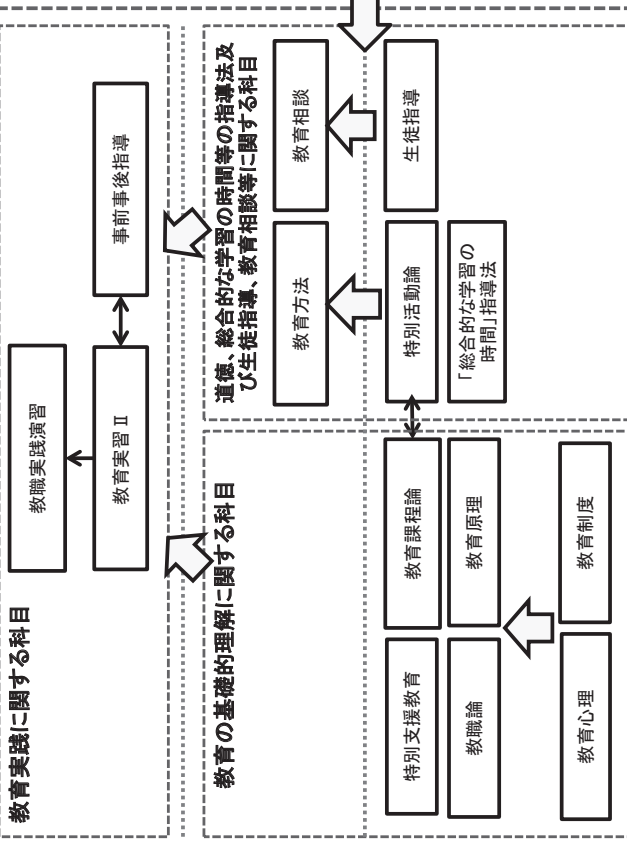 教育実践に関する科目
教職実践演習
教育実習Ⅱ
事前事後指導
教育の基礎的理解に関する科目
特別支援教育
教育課程論
教職論
教育原理
教育心理
教育制度
道徳、総合的な学習の時間等の指導法及
び生徒指導、教育相談等に関する科目
教育方法
教育相談
特別活動論
生徒指導
「総合的な学習の
時間」指導法